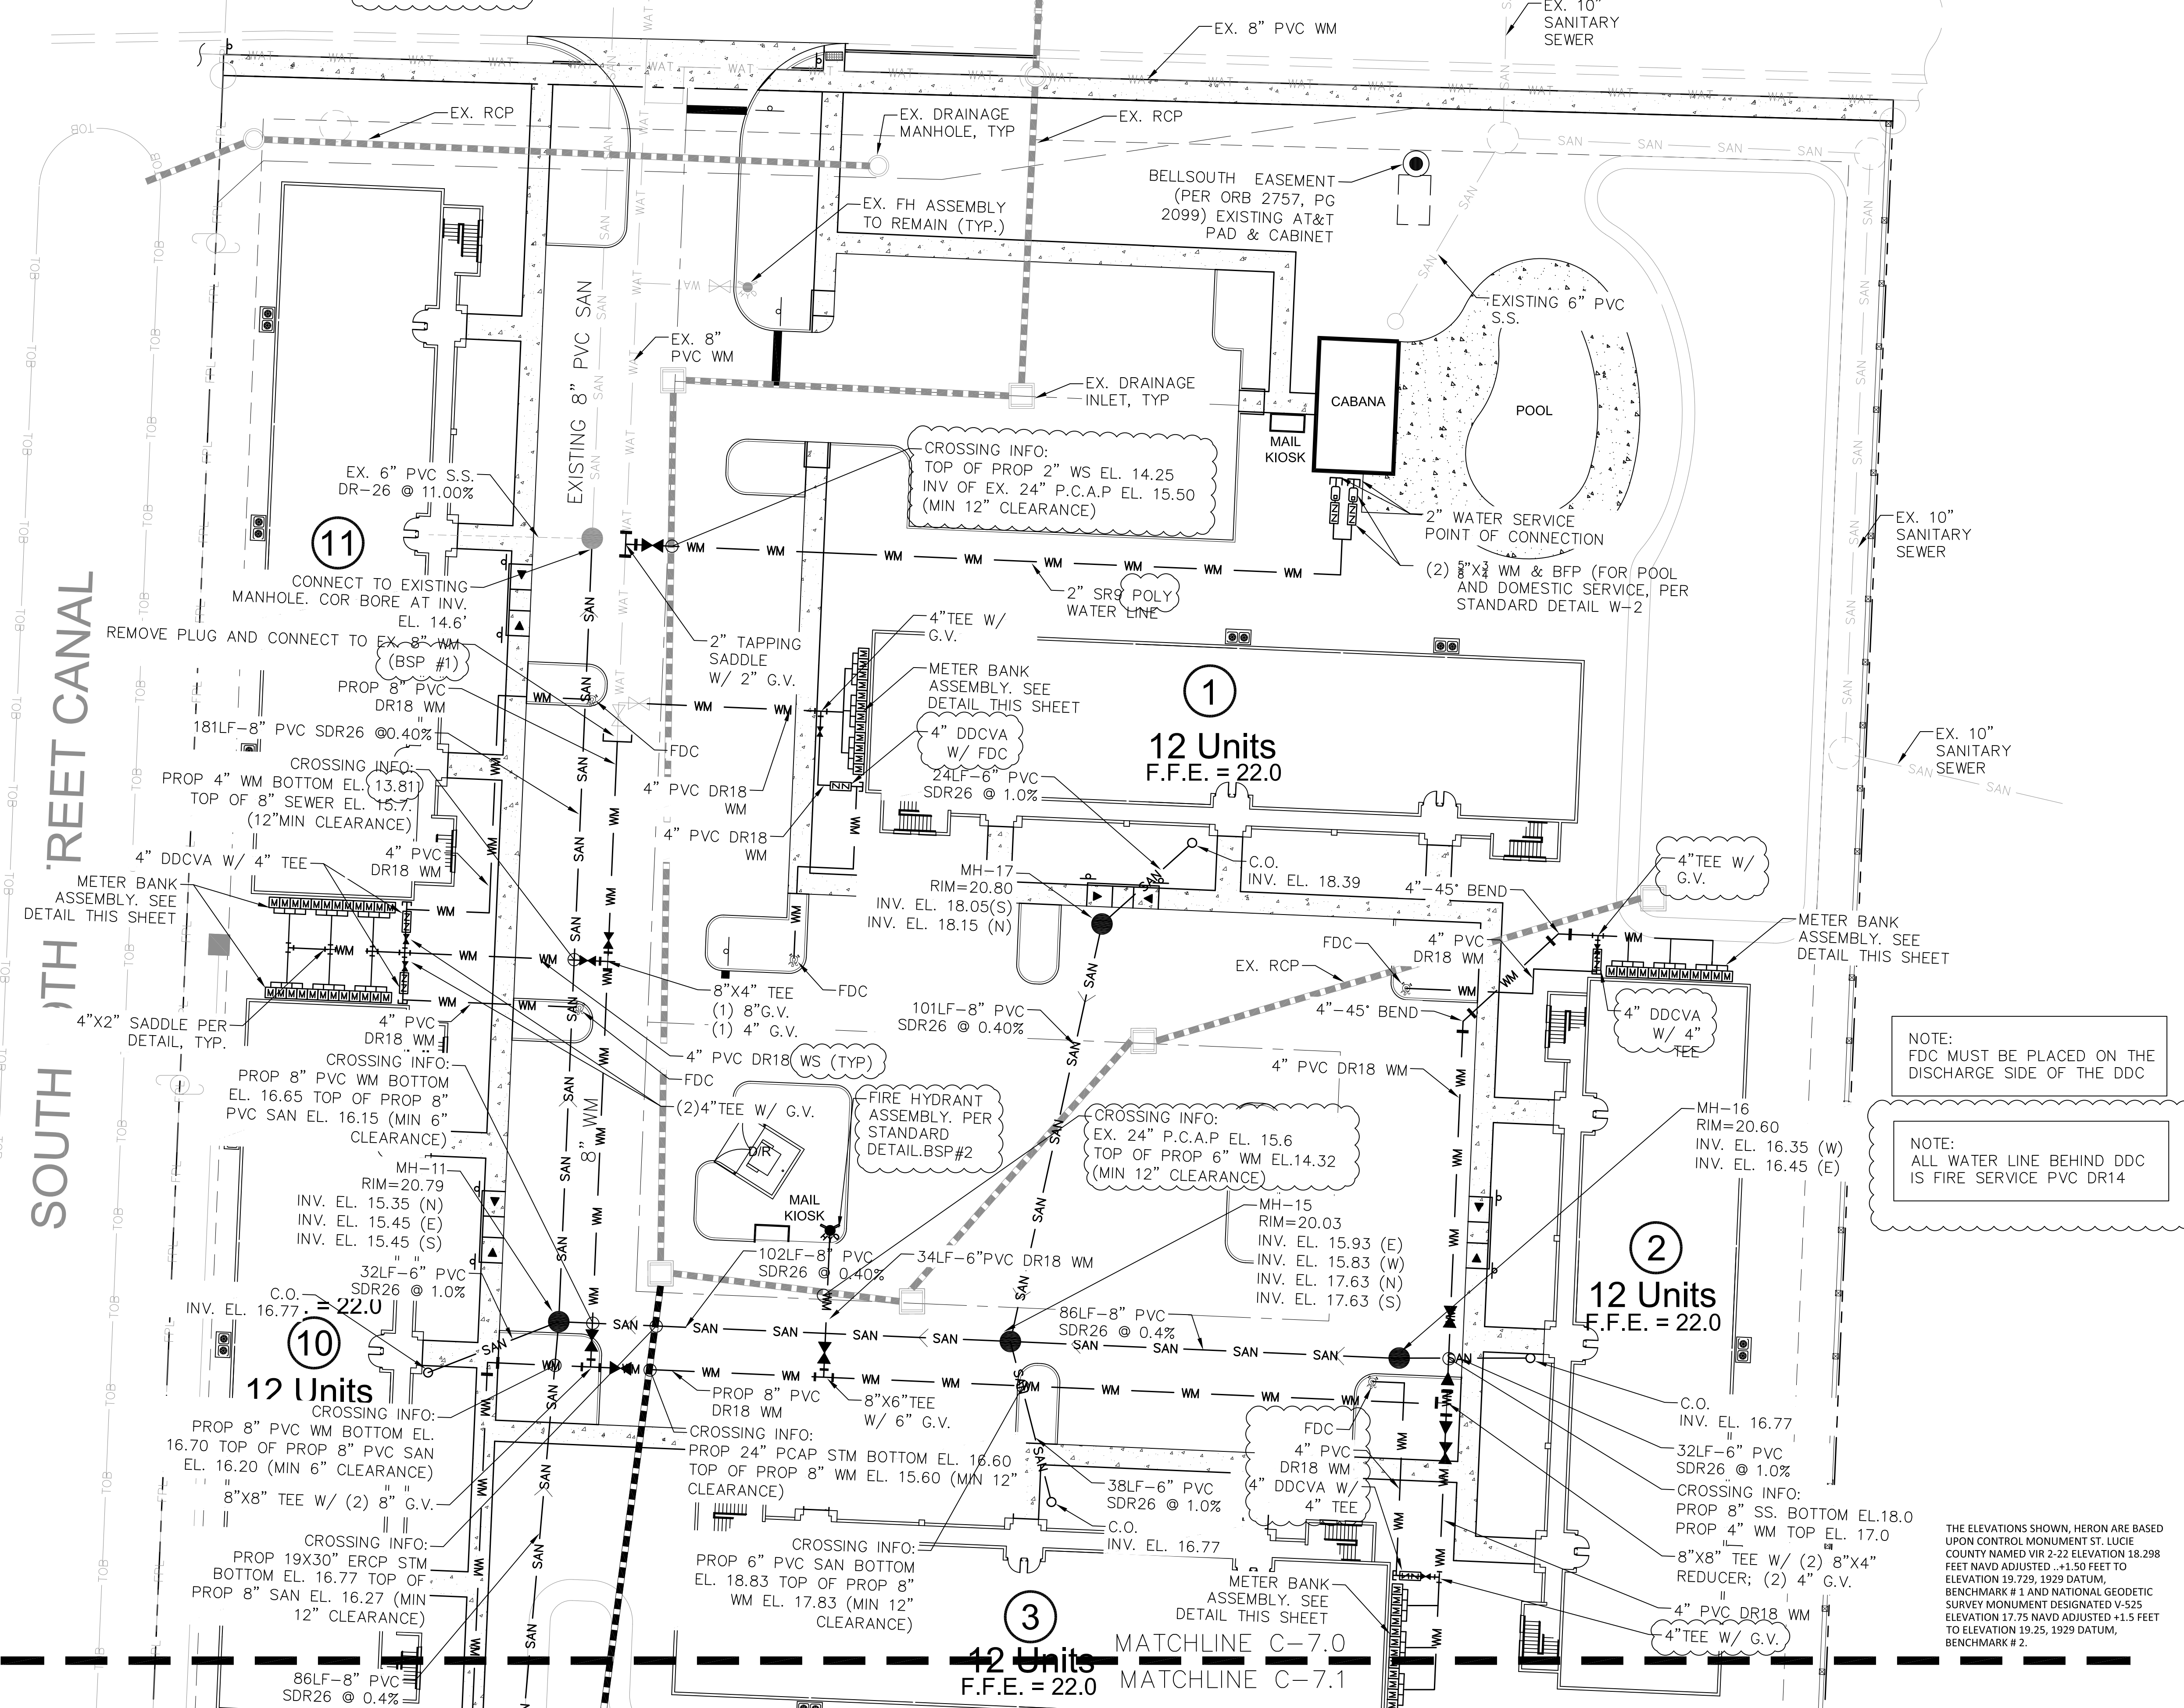 EX. 8” PVC WM
EX. 10”
SANITARY
SEWER
EX. RCP
EX. DRAINAGE
MANHOLE, TYP
EX. RCP
BELLSOUTH EASEMENT
(PER ORB 2757, PG
2099) EXISTING AT&T
PAD & CABINET
EX. FH ASSEMBLY
TO REMAIN (TYP.)
EXISTING 6” PVC
S.S.
EXISTING 8” PVC SAN
EX. 8”
PVC WM
EX. DRAINAGE
INLET, TYP
CABANA
POOL
MAIL
KIOSK
CROSSING INFO:
TOP OF PROP 2” WS EL. 14.25
INV OF EX. 24” P.C.A.P EL. 15.50
(MIN 12” CLEARANCE)
EX. 6” PVC S.S.
DR-26 @ 11.00%
2” WATER SERVICE
POINT OF CONNECTION
EX. 10”
SANITARY
SEWER
11
(2) 5/8”X3/4 WM & BFP (FOR POOL
AND DOMESTIC SERVICE, PER
STANDARD DETAIL W-2
CONNECT TO EXISTING
MANHOLE. COR BORE AT INV.
EL. 14.6’
2” SR9 POLY
WATER LINE
REMOVE PLUG AND CONNECT TO EX. 8” WM
(BSP #1)
2” TAPPING
SADDLE
W/ 2” G.V.
4”TEE W/
G.V.
METER BANK
ASSEMBLY. SEE
DETAIL THIS SHEET
1
12 Units
F.F.E. = 22.0
PROP 8” PVC
DR18 WM
181LF-8” PVC SDR26 @0.40%
FDC
4” DDCVA
W/ FDC
24LF-6” PVC
SDR26 @ 1.0%
EX. 10”
SANITARY
SEWER
CROSSING INFO:
PROP 4” WM BOTTOM EL. 13.811
TOP OF 8” SEWER EL. 15.7.
(12”MIN CLEARANCE)
4” PVC DR18
WM
4” PVC DR18
WM
4” DDCVA W/ 4” TEE
4” PVC
DR18 WM
METER BANK
ASSEMBLY. SEE
DETAIL THIS SHEET
MH-17
RIM=20.80
INV. EL. 18.05(S)
INV. EL. 18.15 (N)
C.O.
INV. EL. 18.39
4”-45° BEND
4”TEE W/
G.V.
METER BANK
ASSEMBLY. SEE
DETAIL THIS SHEET
FDC
4” PVC
DR18 WM
EX. RCP
SOUTH
TH
REET CANAL
4”X2” SADDLE PER
DETAIL, TYP.
4” PVC
DR18 WM
8”X4” TEE
(1) 8”G.V.
(1) 4” G.V.
FDC
101LF-8” PVC
SDR26 @ 0.40%
4”-45° BEND
4” DDCVA
W/ 4”
TEE
NOTE:
FDC MUST BE PLACED ON THE
DISCHARGE SIDE OF THE DDC
CROSSING INFO:
PROP 8” PVC WM BOTTOM
EL. 16.65 TOP OF PROP 8”
PVC SAN EL. 16.15 (MIN 6”
CLEARANCE)
4” PVC DR18 WS (TYP)
FDC
(2)4”TEE W/ G.V.
8” WM
FIRE HYDRANT
ASSEMBLY. PER
STANDARD
DETAIL.BSP#2
D/R
MAIL
KIOSK
4” PVC DR18 WM
CROSSING INFO:
EX. 24” P.C.A.P EL. 15.6
TOP OF PROP 6” WM EL.14.32
(MIN 12” CLEARANCE)
MH-16
RIM=20.60
INV. EL. 16.35 (W)
INV. EL. 16.45 (E)
NOTE:
ALL WATER LINE BEHIND DDC
IS FIRE SERVICE PVC DR14
MH-11
RIM=20.79
INV. EL. 15.35 (N)
INV. EL. 15.45 (E)
INV. EL. 15.45 (S)
MH-15
RIM=20.03
INV. EL. 15.93 (E)
INV. EL. 15.83 (W)
INV. EL. 17.63 (N)
INV. EL. 17.63 (S)
2
12 Units
F.F.E. = 22.0
102LF-8” PVC
SDR26 @ 0.40%
34LF-6”PVC DR18 WM
32LF-6” PVC
SDR26 @ 1.0%
C.O.
INV. EL. 16.77
. = 22.0
10
12 Units
86LF-8” PVC
SDR26 @ 0.4%
PROP 8” PVC
DR18 WM
8”X6”TEE
W/ 6” G.V.
CROSSING INFO:
PROP 8” PVC WM BOTTOM EL.
16.70 TOP OF PROP 8” PVC SAN
EL. 16.20 (MIN 6” CLEARANCE)
8”X8” TEE W/ (2) 8” G.V.
CROSSING INFO:
PROP 24” PCAP STM BOTTOM EL. 16.60
TOP OF PROP 8” WM EL. 15.60 (MIN 12”
CLEARANCE)
FDC
4” PVC
DR18 WM
4” DDCVA W/
4” TEE
C.O.
INV. EL. 16.77
32LF-6” PVC
SDR26 @ 1.0%
CROSSING INFO:
PROP 8” SS. BOTTOM EL.18.0
PROP 4” WM TOP EL. 17.0
38LF-6” PVC
SDR26 @ 1.0%
C.O.
INV. EL. 16.77
CROSSING INFO:
PROP 19X30” ERCP STM
BOTTOM EL. 16.77 TOP OF
PROP 8” SAN EL. 16.27 (MIN
12” CLEARANCE)
CROSSING INFO:
PROP 6” PVC SAN BOTTOM
EL. 18.83 TOP OF PROP 8”
WM EL. 17.83 (MIN 12”
CLEARANCE)
8”X8” TEE W/ (2) 8”X4”
REDUCER; (2) 4” G.V.
4” PVC DR18 WM
4”TEE W/ G.V.
METER BANK
ASSEMBLY. SEE
DETAIL THIS SHEET
THE ELEVATIONS SHOWN, HERON ARE BASED
UPON CONTROL MONUMENT ST. LUCIE
COUNTY NAMED VIR 2-22 ELEVATION 18.298
FEET NAVD ADJUSTED ..+1.50 FEET TO
ELEVATION 19.729, 1929 DATUM,
BENCHMARK # 1 AND NATIONAL GEODETIC
SURVEY MONUMENT DESIGNATED V-525
ELEVATION 17.75 NAVD ADJUSTED +1.5 FEET
TO ELEVATION 19.25, 1929 DATUM,
BENCHMARK # 2.
3
12 Units
F.F.E. = 22.0
MATCHLINE C-7.0
MATCHLINE C-7.1
86LF-8” PVC
SDR26 @ 0.4%